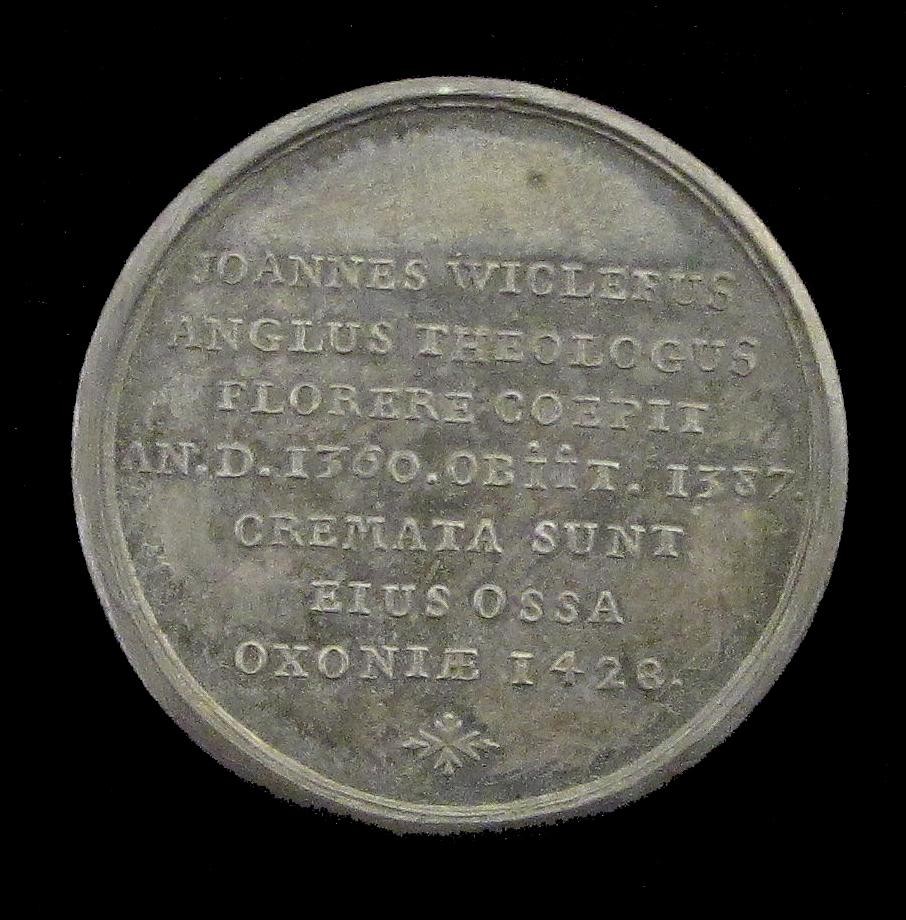 JOANNES WICLEFUS
ANGLUS THEOLOGUS
FLORERE COEPIT
AN.D.1360.OBiiT. 1387.
CREMATA SUNT
EIUS OSSA
OXONIÆ 1428.